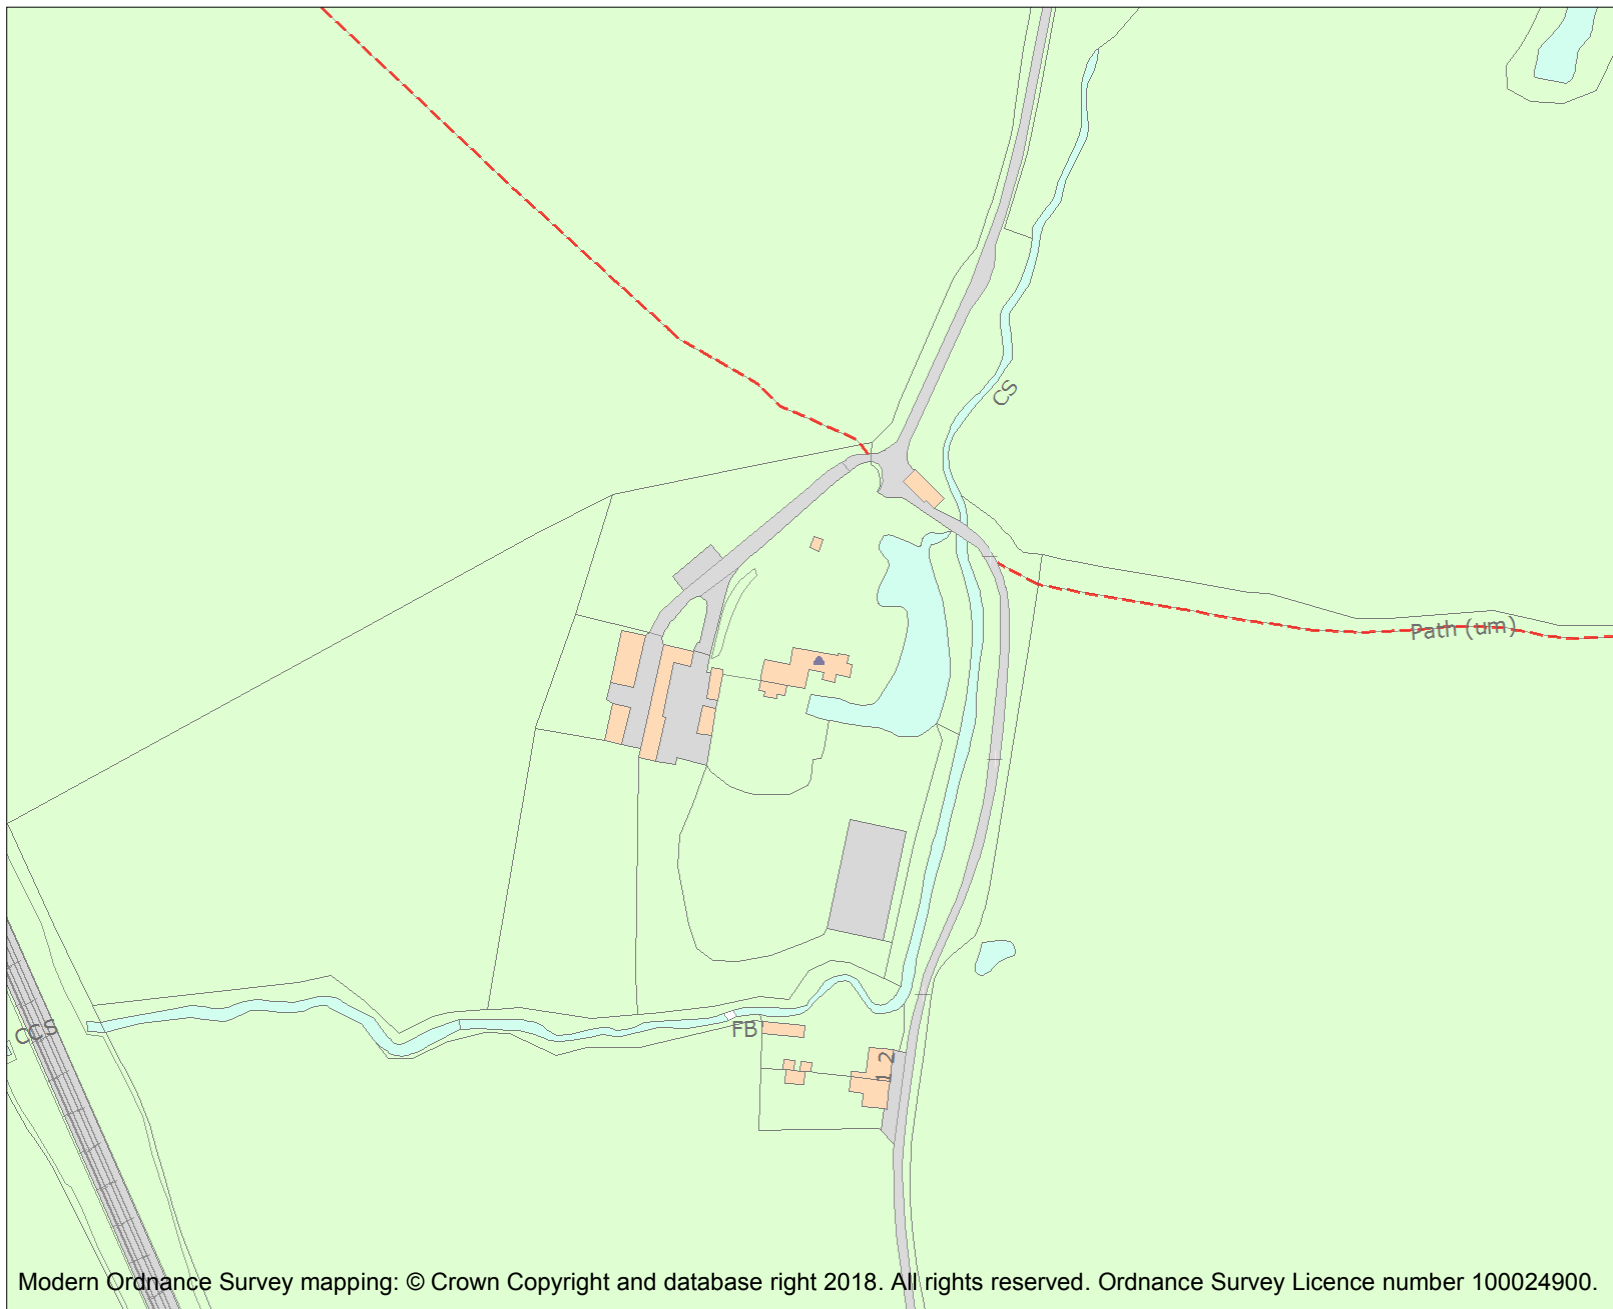 CS
Path (um)
CCS
FB
1 2
Modern Ordnance Survey mapping: © Crown Copyright and database right 2018. All rights reserved. Ordnance Survey Licence number 100024900.